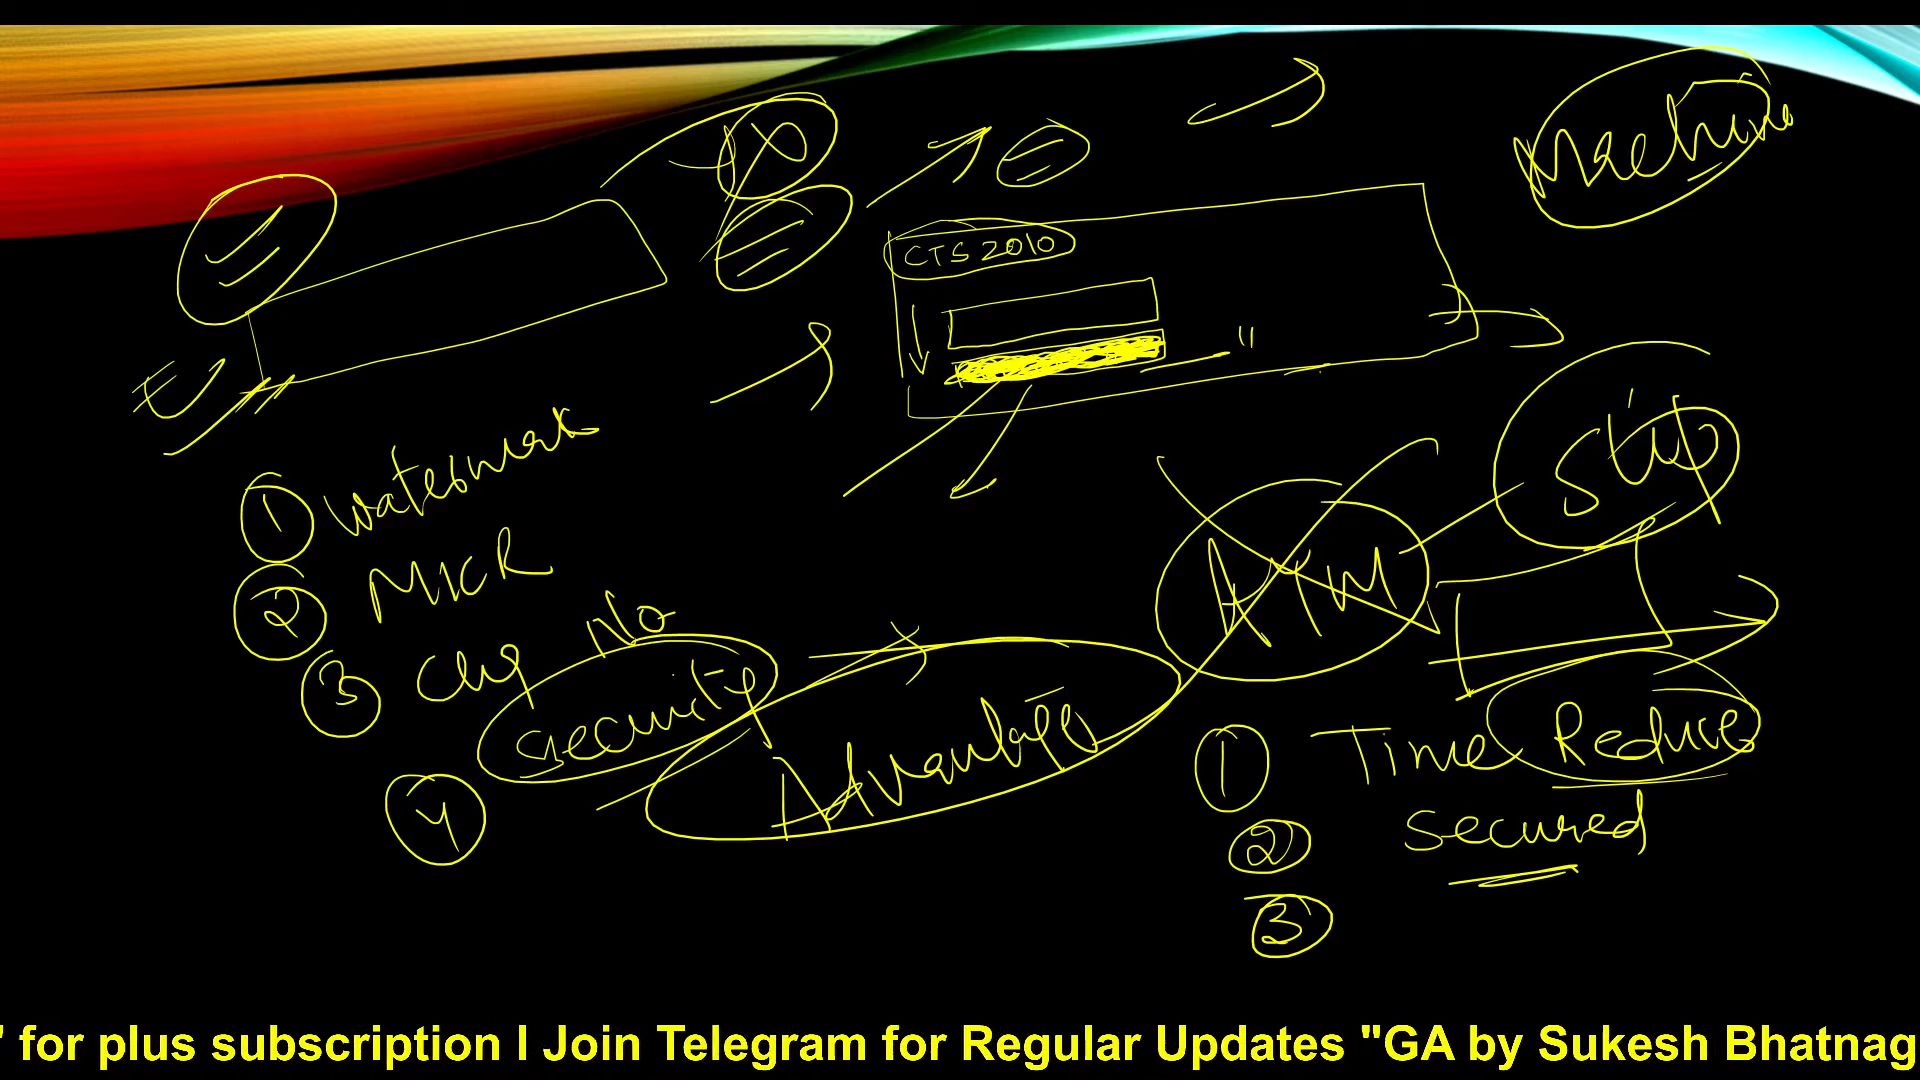 Machine
CTS 2010
"
Stip
① Watermark
② MICR
ATM
③ Chq No
security
④
Advantage
① Time Reduce
② secured
③
' for plus subscription I Join Telegram for Regular Updates "GA by Sukesh Bhatnag